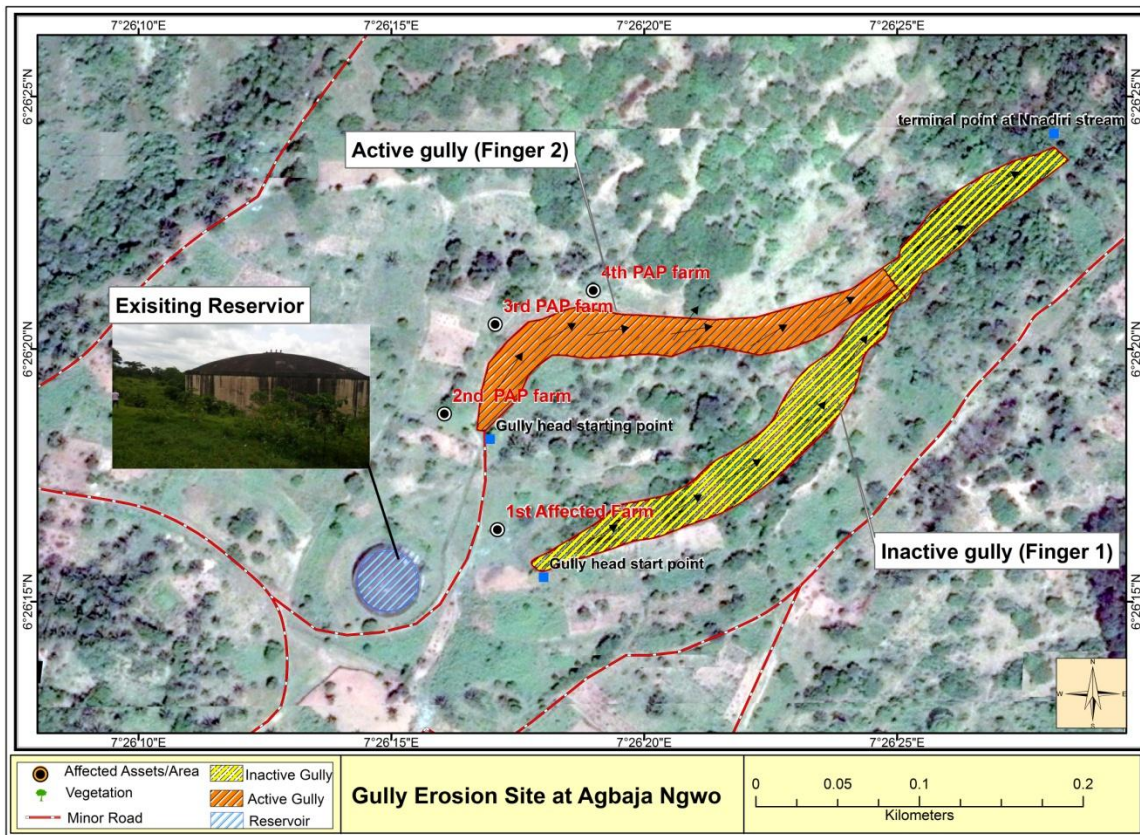 7°26'10"E 7°26'15"E 7°26'20"E 7°26'25"E
6°26'25"N 6°26'25"N
terminal point at Nnadiri stream
Active gully (Finger 2)
4th PAP farm
3rd PAP farm
Exisiting Reservior
6°26'20"N 6°26'20"N
2nd PAP farm
Gully head starting point
1st Affected Farm
Inactive gully (Finger 1)
Gully head start point
6°26'15"N 6°26'15"N
N
W E
S
7°26'10"E 7°26'15"E 7°26'20"E 7°26'25"E
Affected Assets/Area
Vegetation
Minor Road
Inactive Gully
Active Gully
Reservoir
Gully Erosion Site at Agbaja Ngwo
0 0.05 0.1 0.2
Kilometers